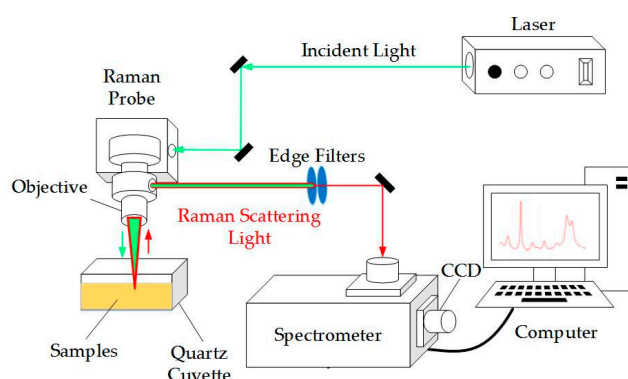 Laser
Incident Light
Raman
Probe
Edge Filters
Objective
Raman Scattering
Light
CCD
Spectrometer
Computer
Samples
Quartz
Cuvette